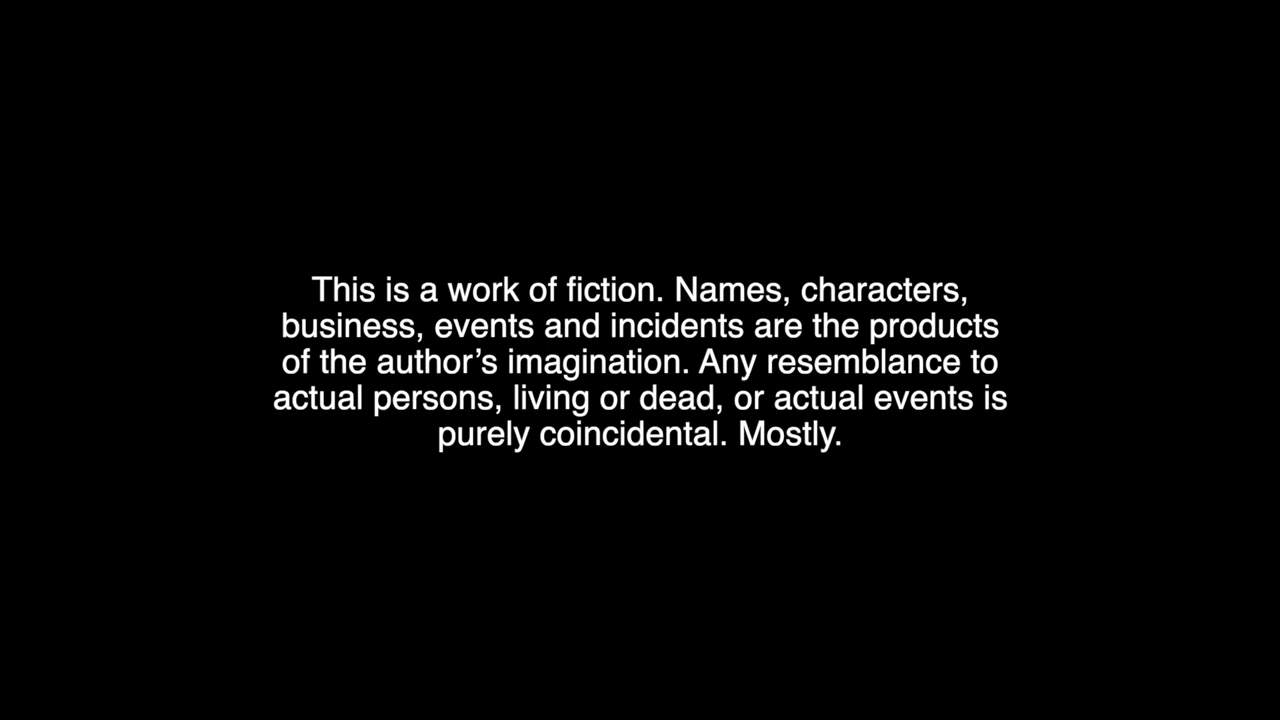 This is a work of fiction. Names, characters,
business, events and incidents are the products
of the author’s imagination. Any resemblance to
actual persons, living or dead, or actual events is
purely coincidental. Mostly.